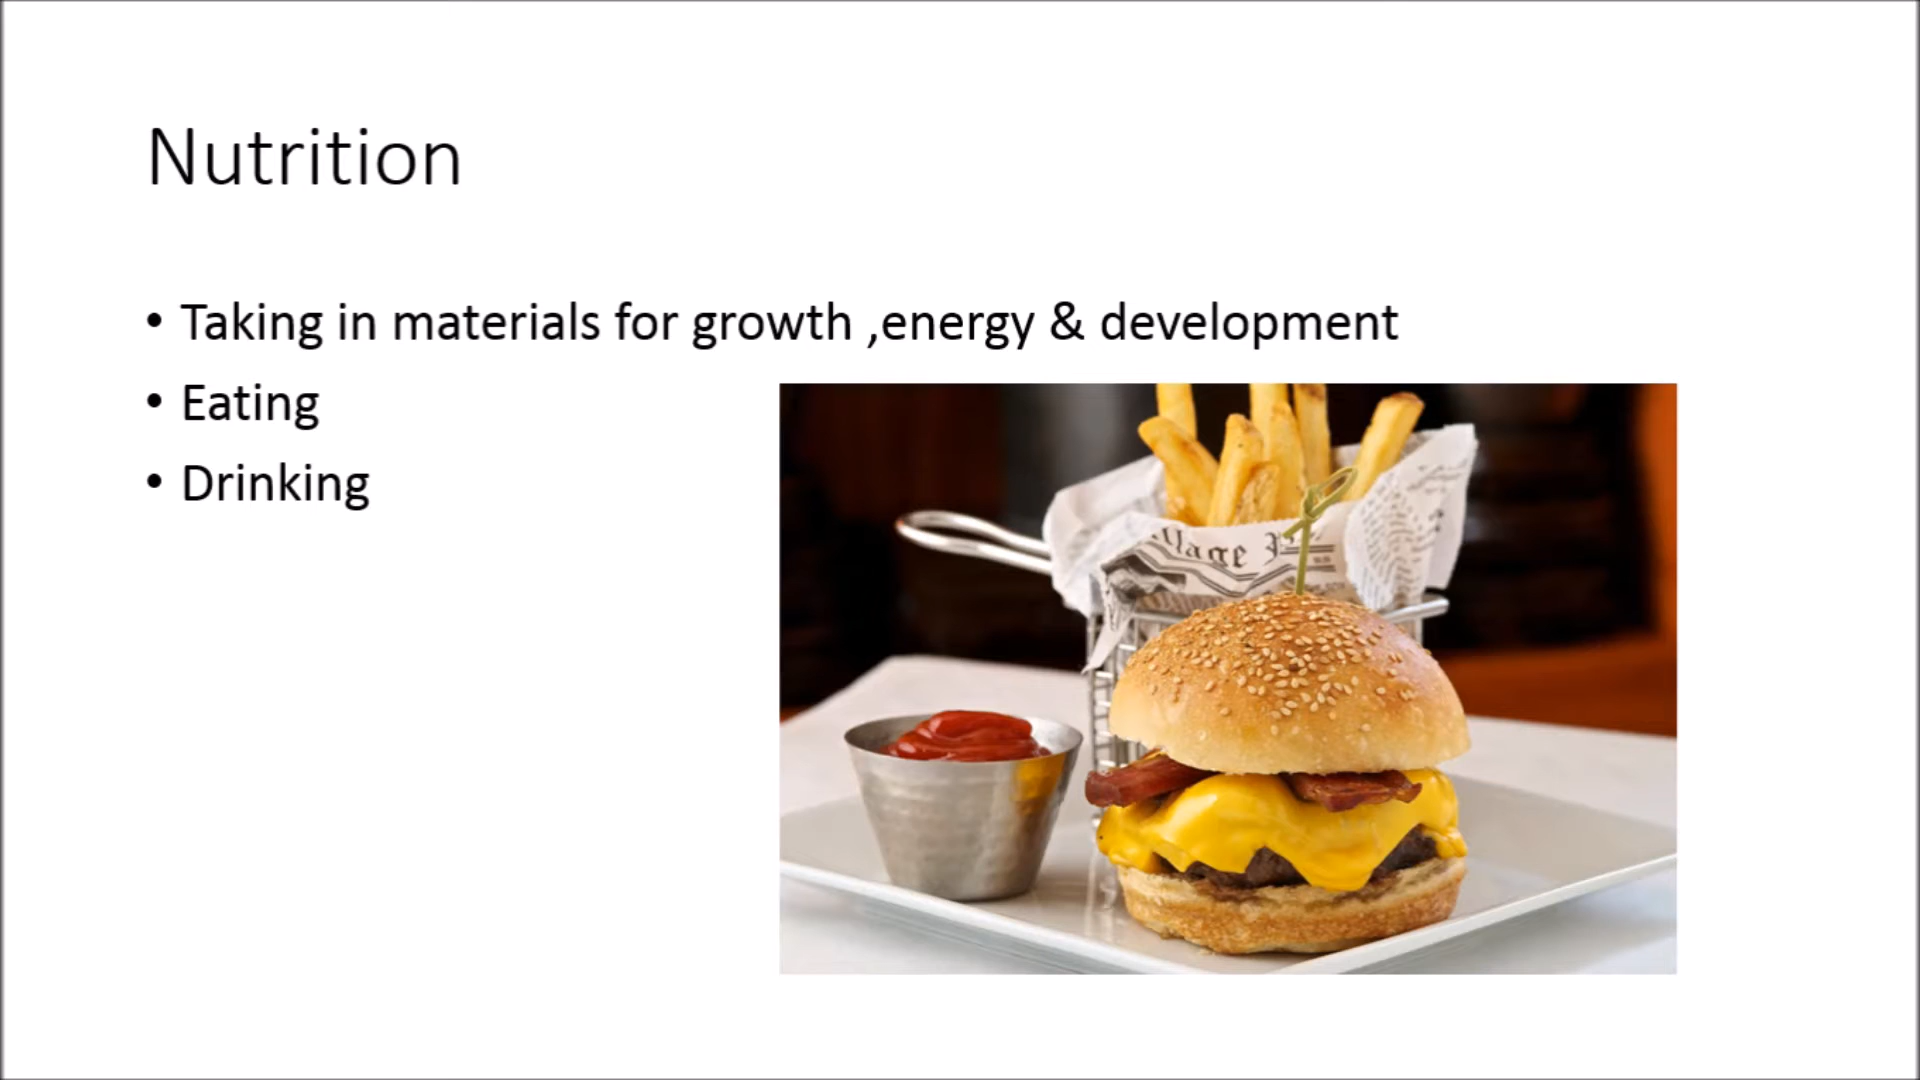 Nutrition
• Taking in materials for growth ,energy & development
• Eating
• Drinking